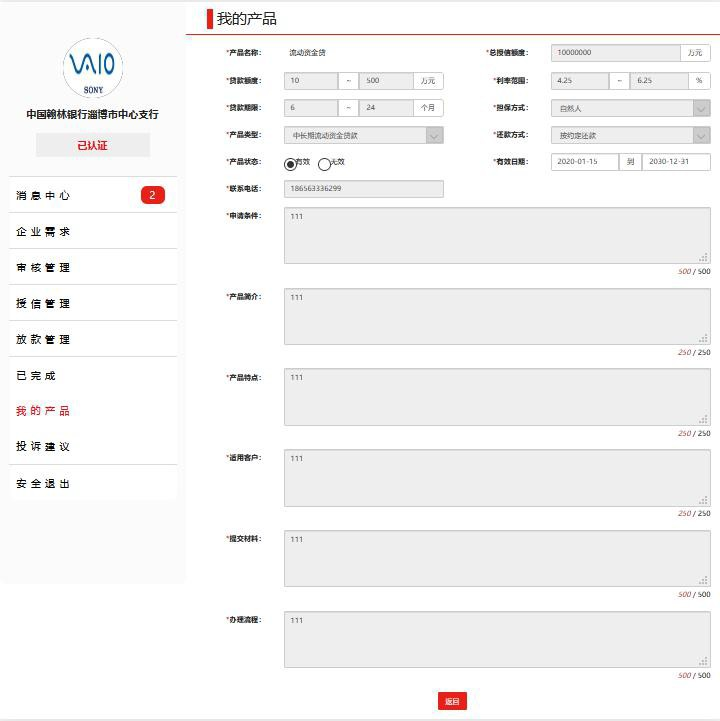 VAIO
SONY
中国翰林银行淄博市中心支行
已认证
消息中心 2
企业需求
审核管理
授信管理
放款管理
已完成
我的产品
投诉建议
安全退出
我的产品
*产品名称： 流动资金贷 *总授信额度： 10000000 万元
*贷款额度： 10 ~ 500 万元 *利率范围： 4.25 ~ 6.25 %
*贷款期限： 6 ~ 24 个月 *担保方式： 自然人
*产品类型： 中长期流动资金贷款 *还款方式： 按约定还款
*产品状态： 有效 无效 *有效日期： 2020-01-15 到 2030-12-31
*联系电话： 186563336299
*申请条件： 111
500 / 500
*产品简介： 111
250 / 250
*产品特点： 111
250 / 250
*适用客户： 111
250 / 250
*提交材料： 111
500 / 500
*办理流程： 111
500 / 500
返回